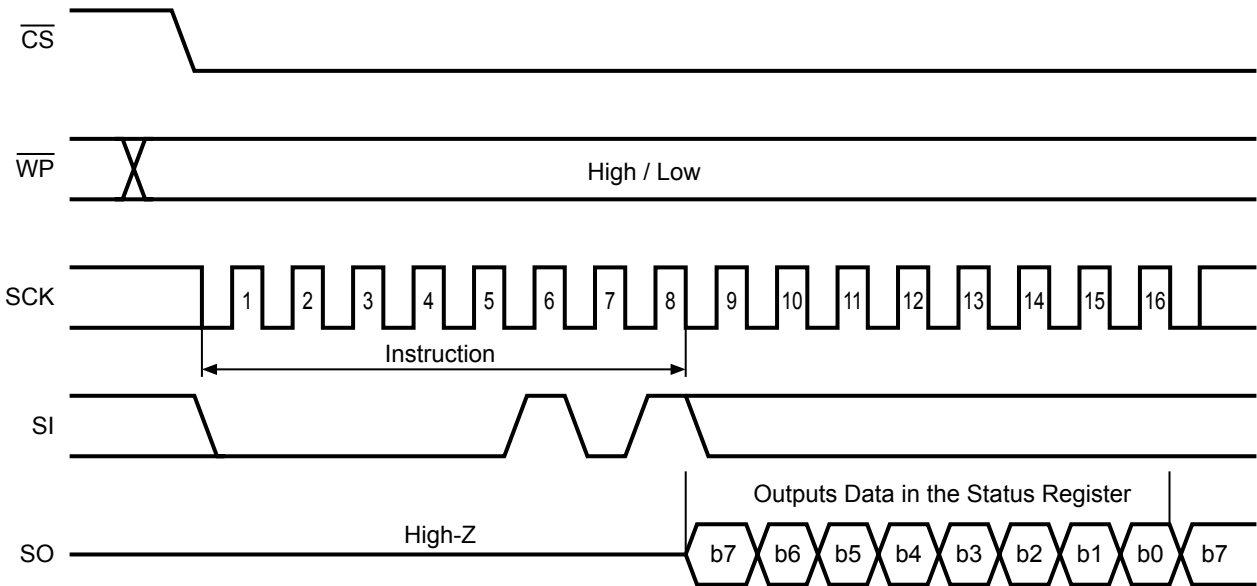 CS
WP
High / Low
SCK
1 2 3 4 5 6 7 8 9 10 11 12 13 14 15 16
Instruction
SI
Outputs Data in the Status Register
SO
High-Z
b7 b6 b5 b4 b3 b2 b1 b0 b7